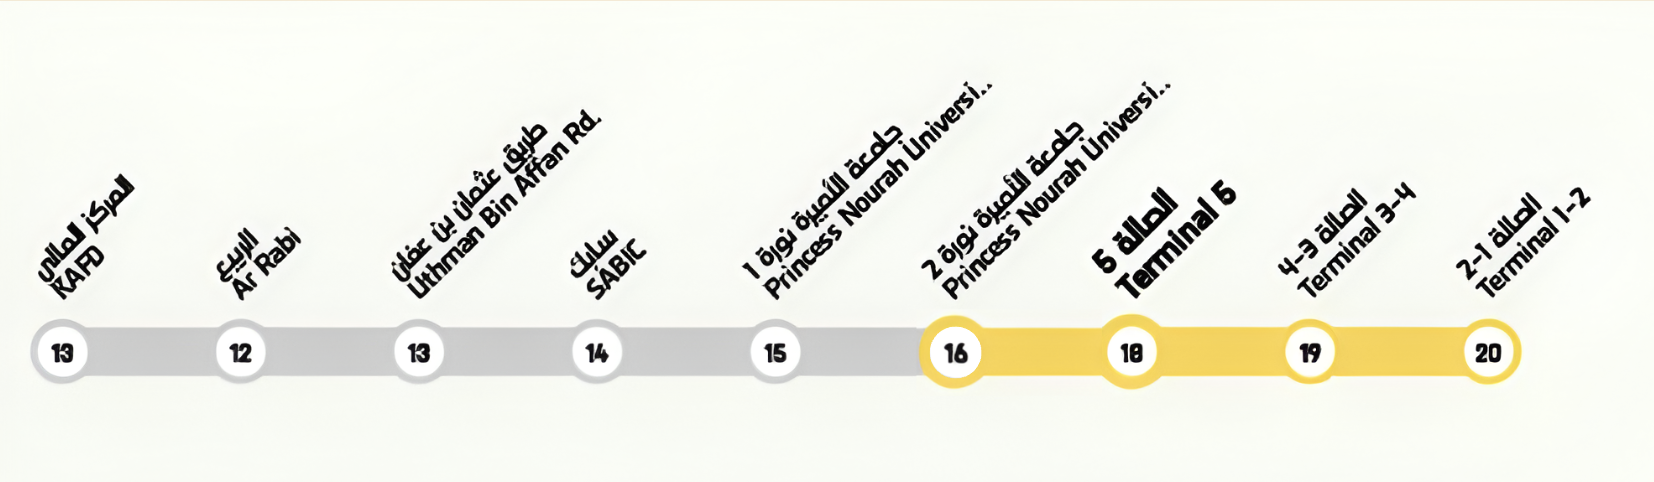 المركز المالي
KAFD
الربيع
Ar Rabi
طريق عثمان بن عفان
Uthman Bin Affan Rd.
سابك
SABIC
جامعة الأميرة نورة 1
Princess Nourah Universi..
جامعة الأميرة نورة 2
Princess Nourah Universi..
الصالة 5
Terminal 5
الصالة 3-4
Terminal 3-4
الصالة 1-2
Terminal 1-2
13
12
13
14
15
16
18
19
20